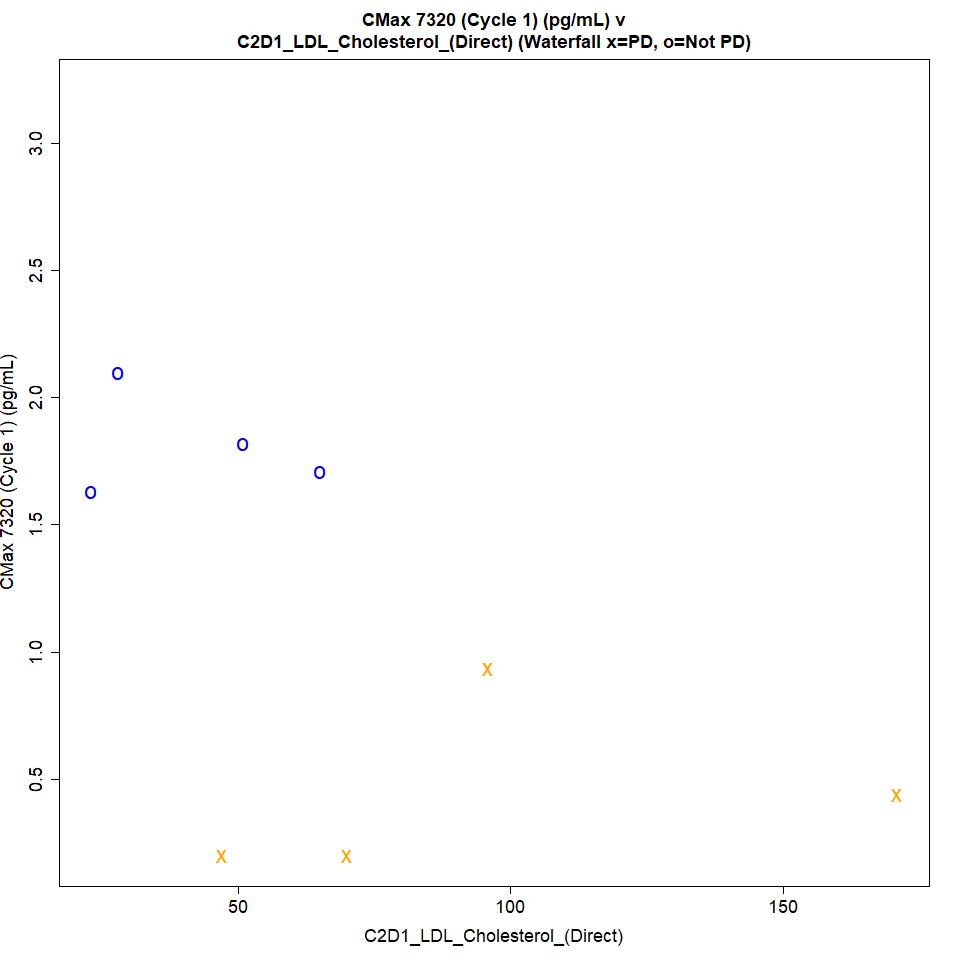 CMax 7320 (Cycle 1) (pg/mL) v
C2D1_LDL_Cholesterol_(Direct) (Waterfall x=PD, o=Not PD)
CMax 7320 (Cycle 1) (pg/mL)
3.0
2.5
2.0
1.5
1.0
0.5
o
o
o
o
x
x
x
x
50 100 150
C2D1_LDL_Cholesterol_(Direct)